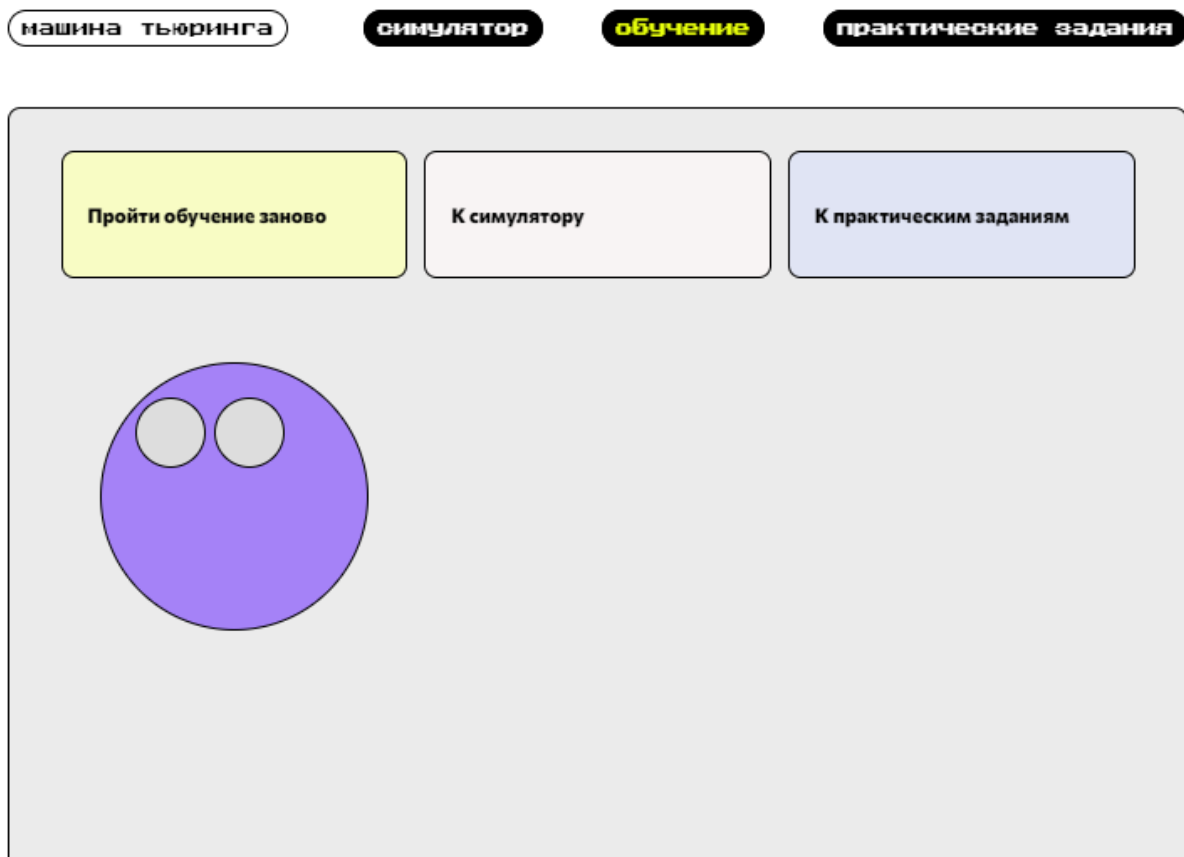 машина тьюринга
симулятор
обучение
практические задания
Пройти обучение заново
К симулятору
К практическим заданиям